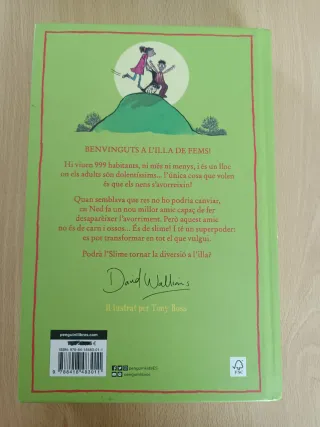 BENVINGUTS A L'ILLA DE FEMS!
Hi viuen 999 habitants, ni més ni menys, i és un lloc
on els adults són dolentíssims... l'única cosa que volen
és que els nens s'avorreixin!
Quan semblava que res no ho podria canviar,
en Ned fa un nou millor amic capaç de fer
desaparèixer l'avorriment. Però aquest amic
no és de carn i ossos... És de slime! I té un superpoder:
es pot transformar en tot el que vulgui.
Podrà l'Slime tornar la diversió a l'illa?
David Walliams
Il·lustrat per Tony Ross
penguinlibros.com
penguinkids
penguinlibros
FSC